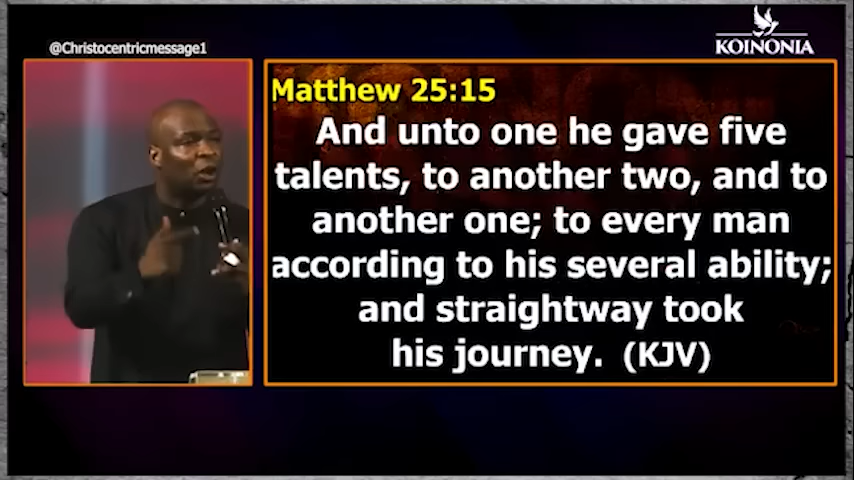 @Christocentricmessage1
KOINONIA
Matthew 25:15
And unto one he gave five
talents, to another two, and to
another one; to every man
according to his several ability;
and straightway took
his journey. (KJV)